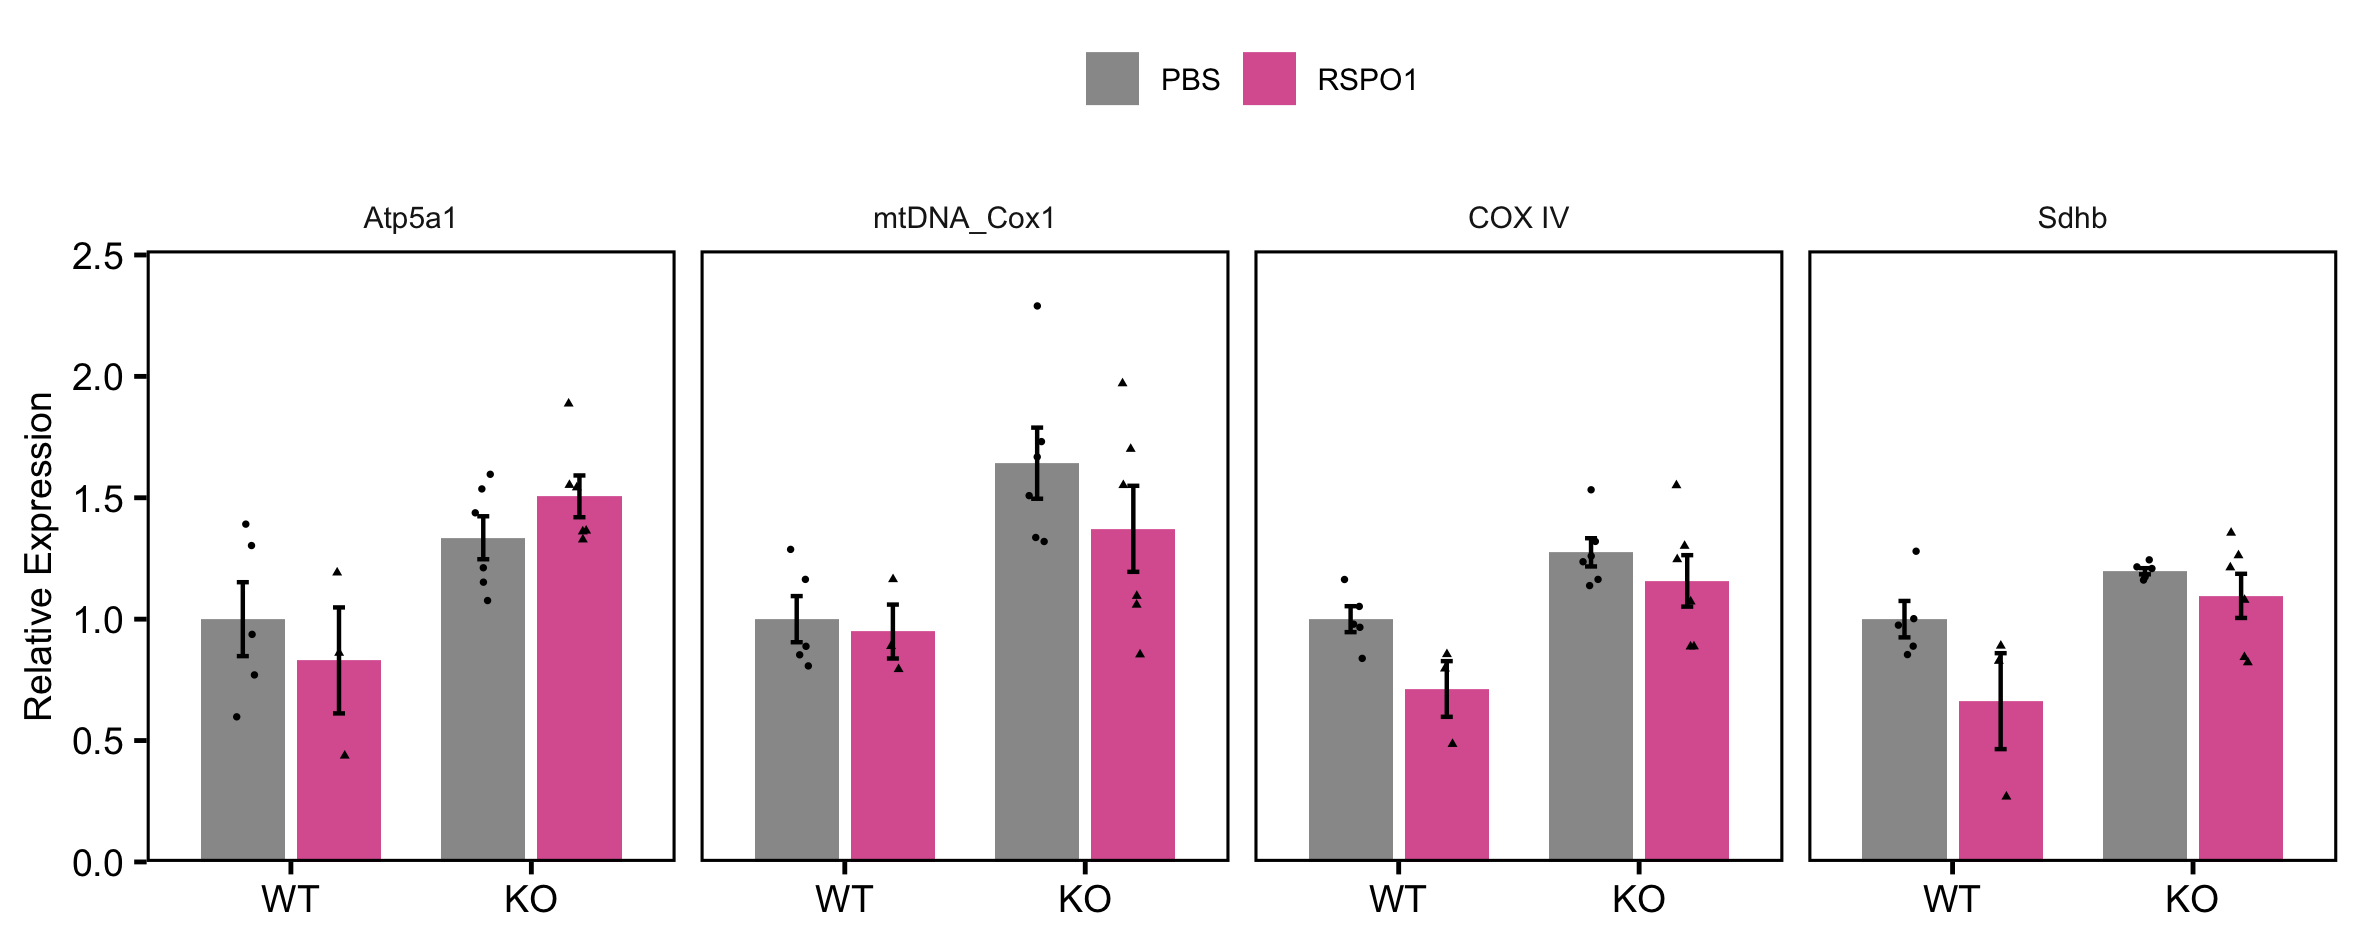 PBS RSPO1
Atp5a1 mtDNA_Cox1 COX IV Sdhb
Relative Expression
2.5
2.0
1.5
1.0
0.5
0.0
WT KO WT KO WT KO WT KO